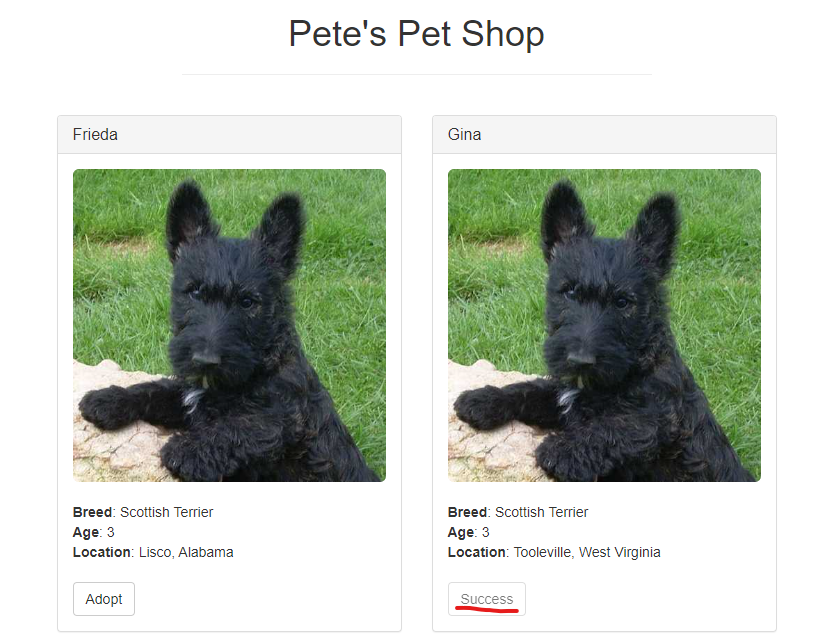 Pete's Pet Shop
Frieda
Breed: Scottish Terrier
Age: 3
Location: Lisco, Alabama
Adopt
Gina
Breed: Scottish Terrier
Age: 3
Location: Tooleville, West Virginia
Success